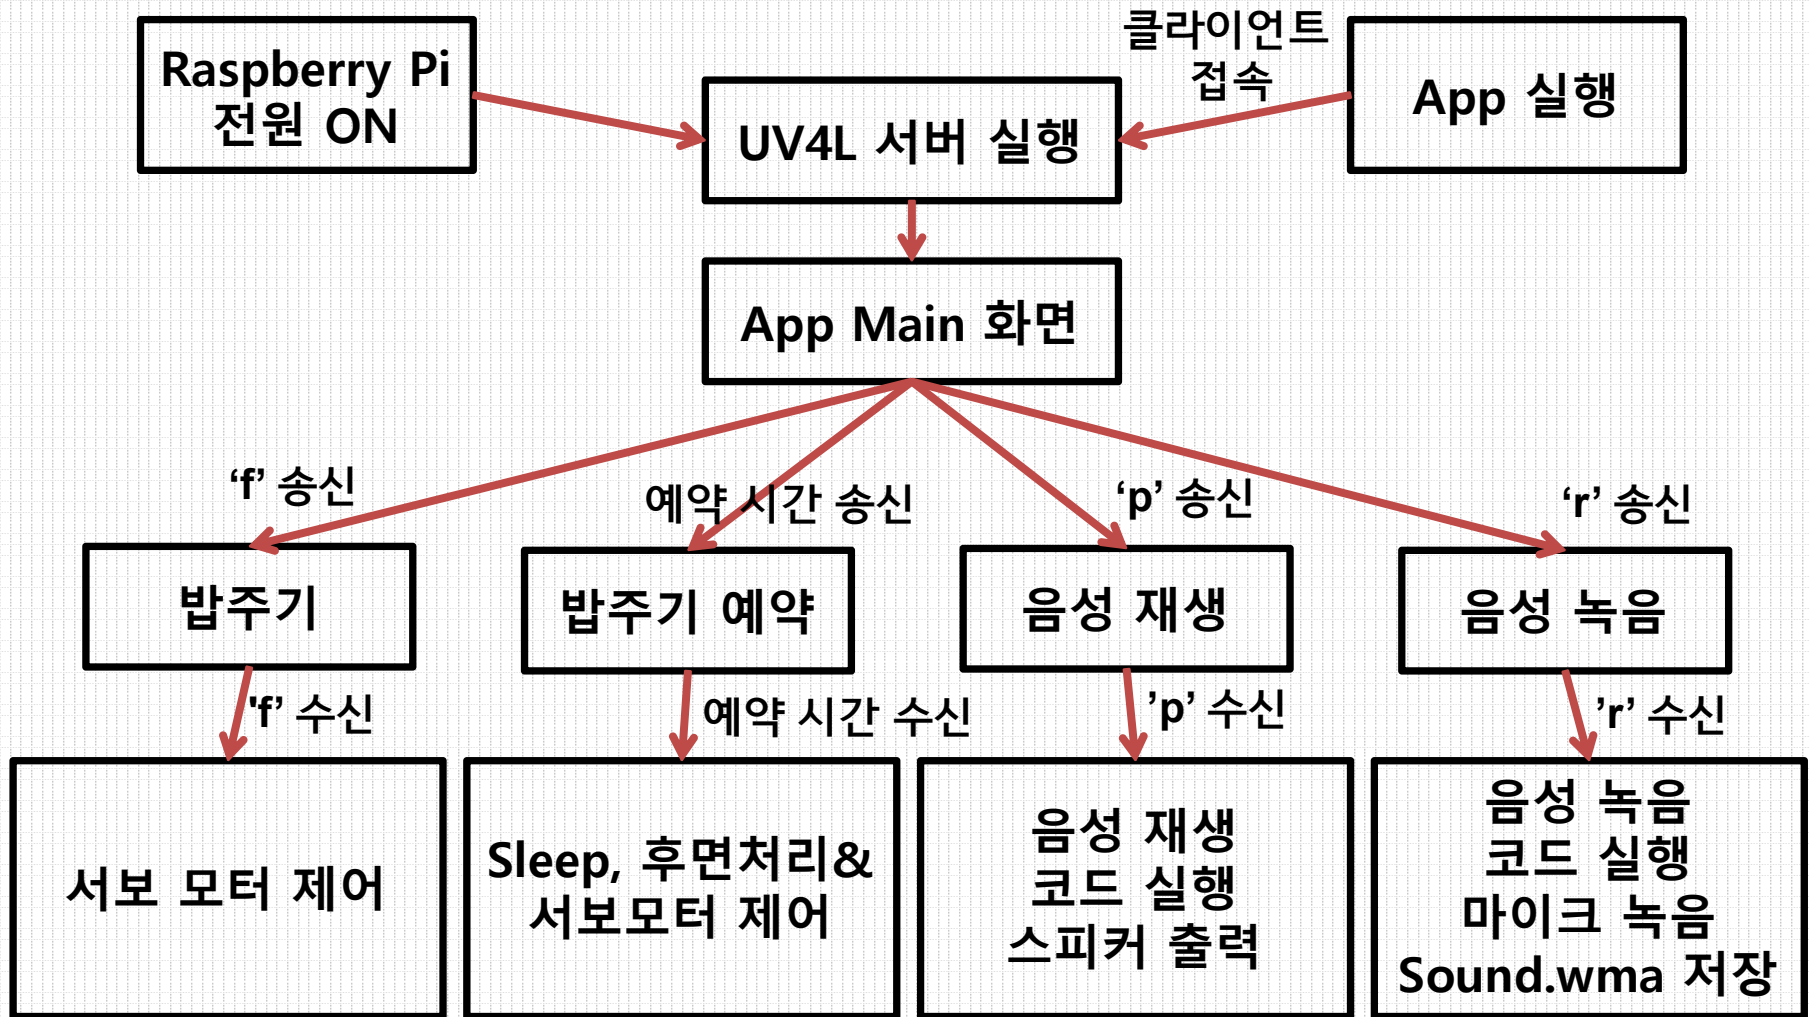 Raspberry Pi
전원 ON
클라이언트
접속
App 실행
UV4L 서버 실행
App Main 화면
‘f’ 송신
예약 시간 송신
‘p’ 송신
‘r’ 송신
밥주기
밥주기 예약
음성 재생
음성 녹음
'f’ 수신
예약 시간 수신
’p’ 수신
’r’ 수신
서보 모터 제어
Sleep, 후면처리&
서보모터 제어
음성 재생
코드 실행
스피커 출력
음성 녹음
코드 실행
마이크 녹음
Sound.wma 저장